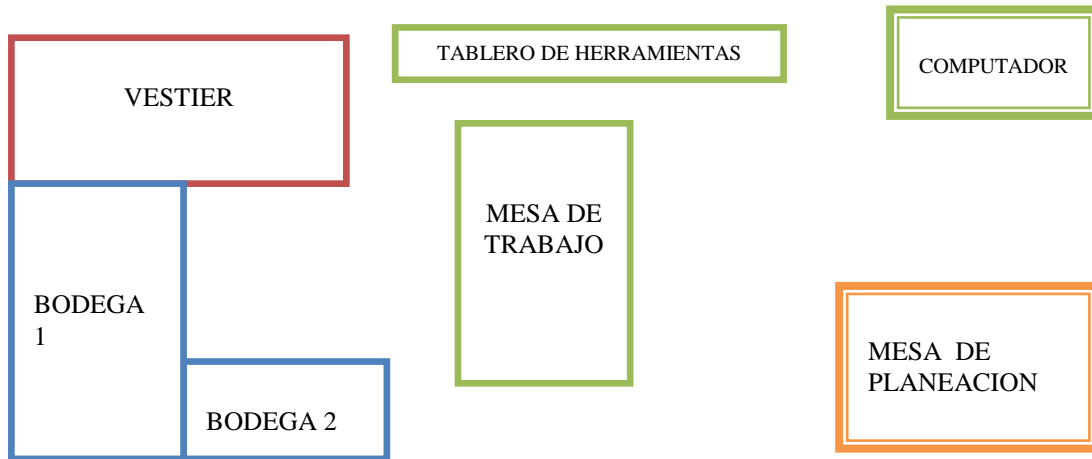 VESTIER
TABLERO DE HERRAMIENTAS
COMPUTADOR
MESA DE
TRABAJO
BODEGA
1
BODEGA 2
MESA DE
PLANEACION